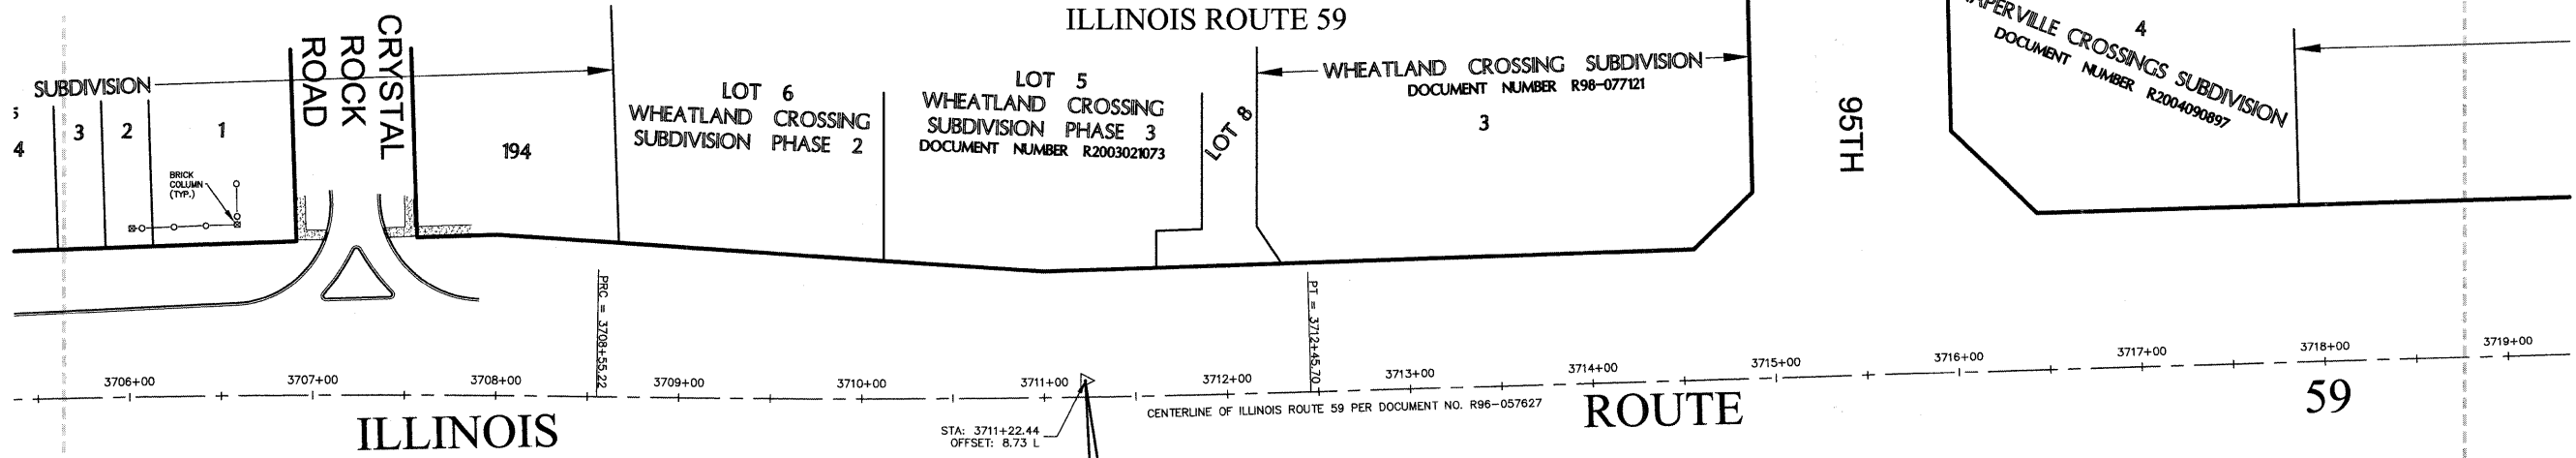 ILLINOIS ROUTE 59
SUBDIVISION
5
4
3
2
1
BRICK
COLUMN
(TYP.)
CRYSTAL
ROCK
ROAD
194
LOT 6
WHEATLAND CROSSING
SUBDIVISION PHASE 2
LOT 5
WHEATLAND CROSSING
SUBDIVISION PHASE 3
DOCUMENT NUMBER R2003021073
LOT 8
WHEATLAND CROSSING SUBDIVISION
DOCUMENT NUMBER R98-077121
3
95TH
4
CROSSINGS SUBDIVISION
DOCUMENT NUMBER R2004090897
PRC = 3708+55.22
PT = 3712+45.70
3706+00
3707+00
3708+00
3709+00
3710+00
3711+00
3712+00
3713+00
3714+00
3715+00
3716+00
3717+00
3718+00
3719+00
STA: 3711+22.44
OFFSET: 8.73 L
CENTERLINE OF ILLINOIS ROUTE 59 PER DOCUMENT NO. R96-057627
ILLINOIS
ROUTE
59